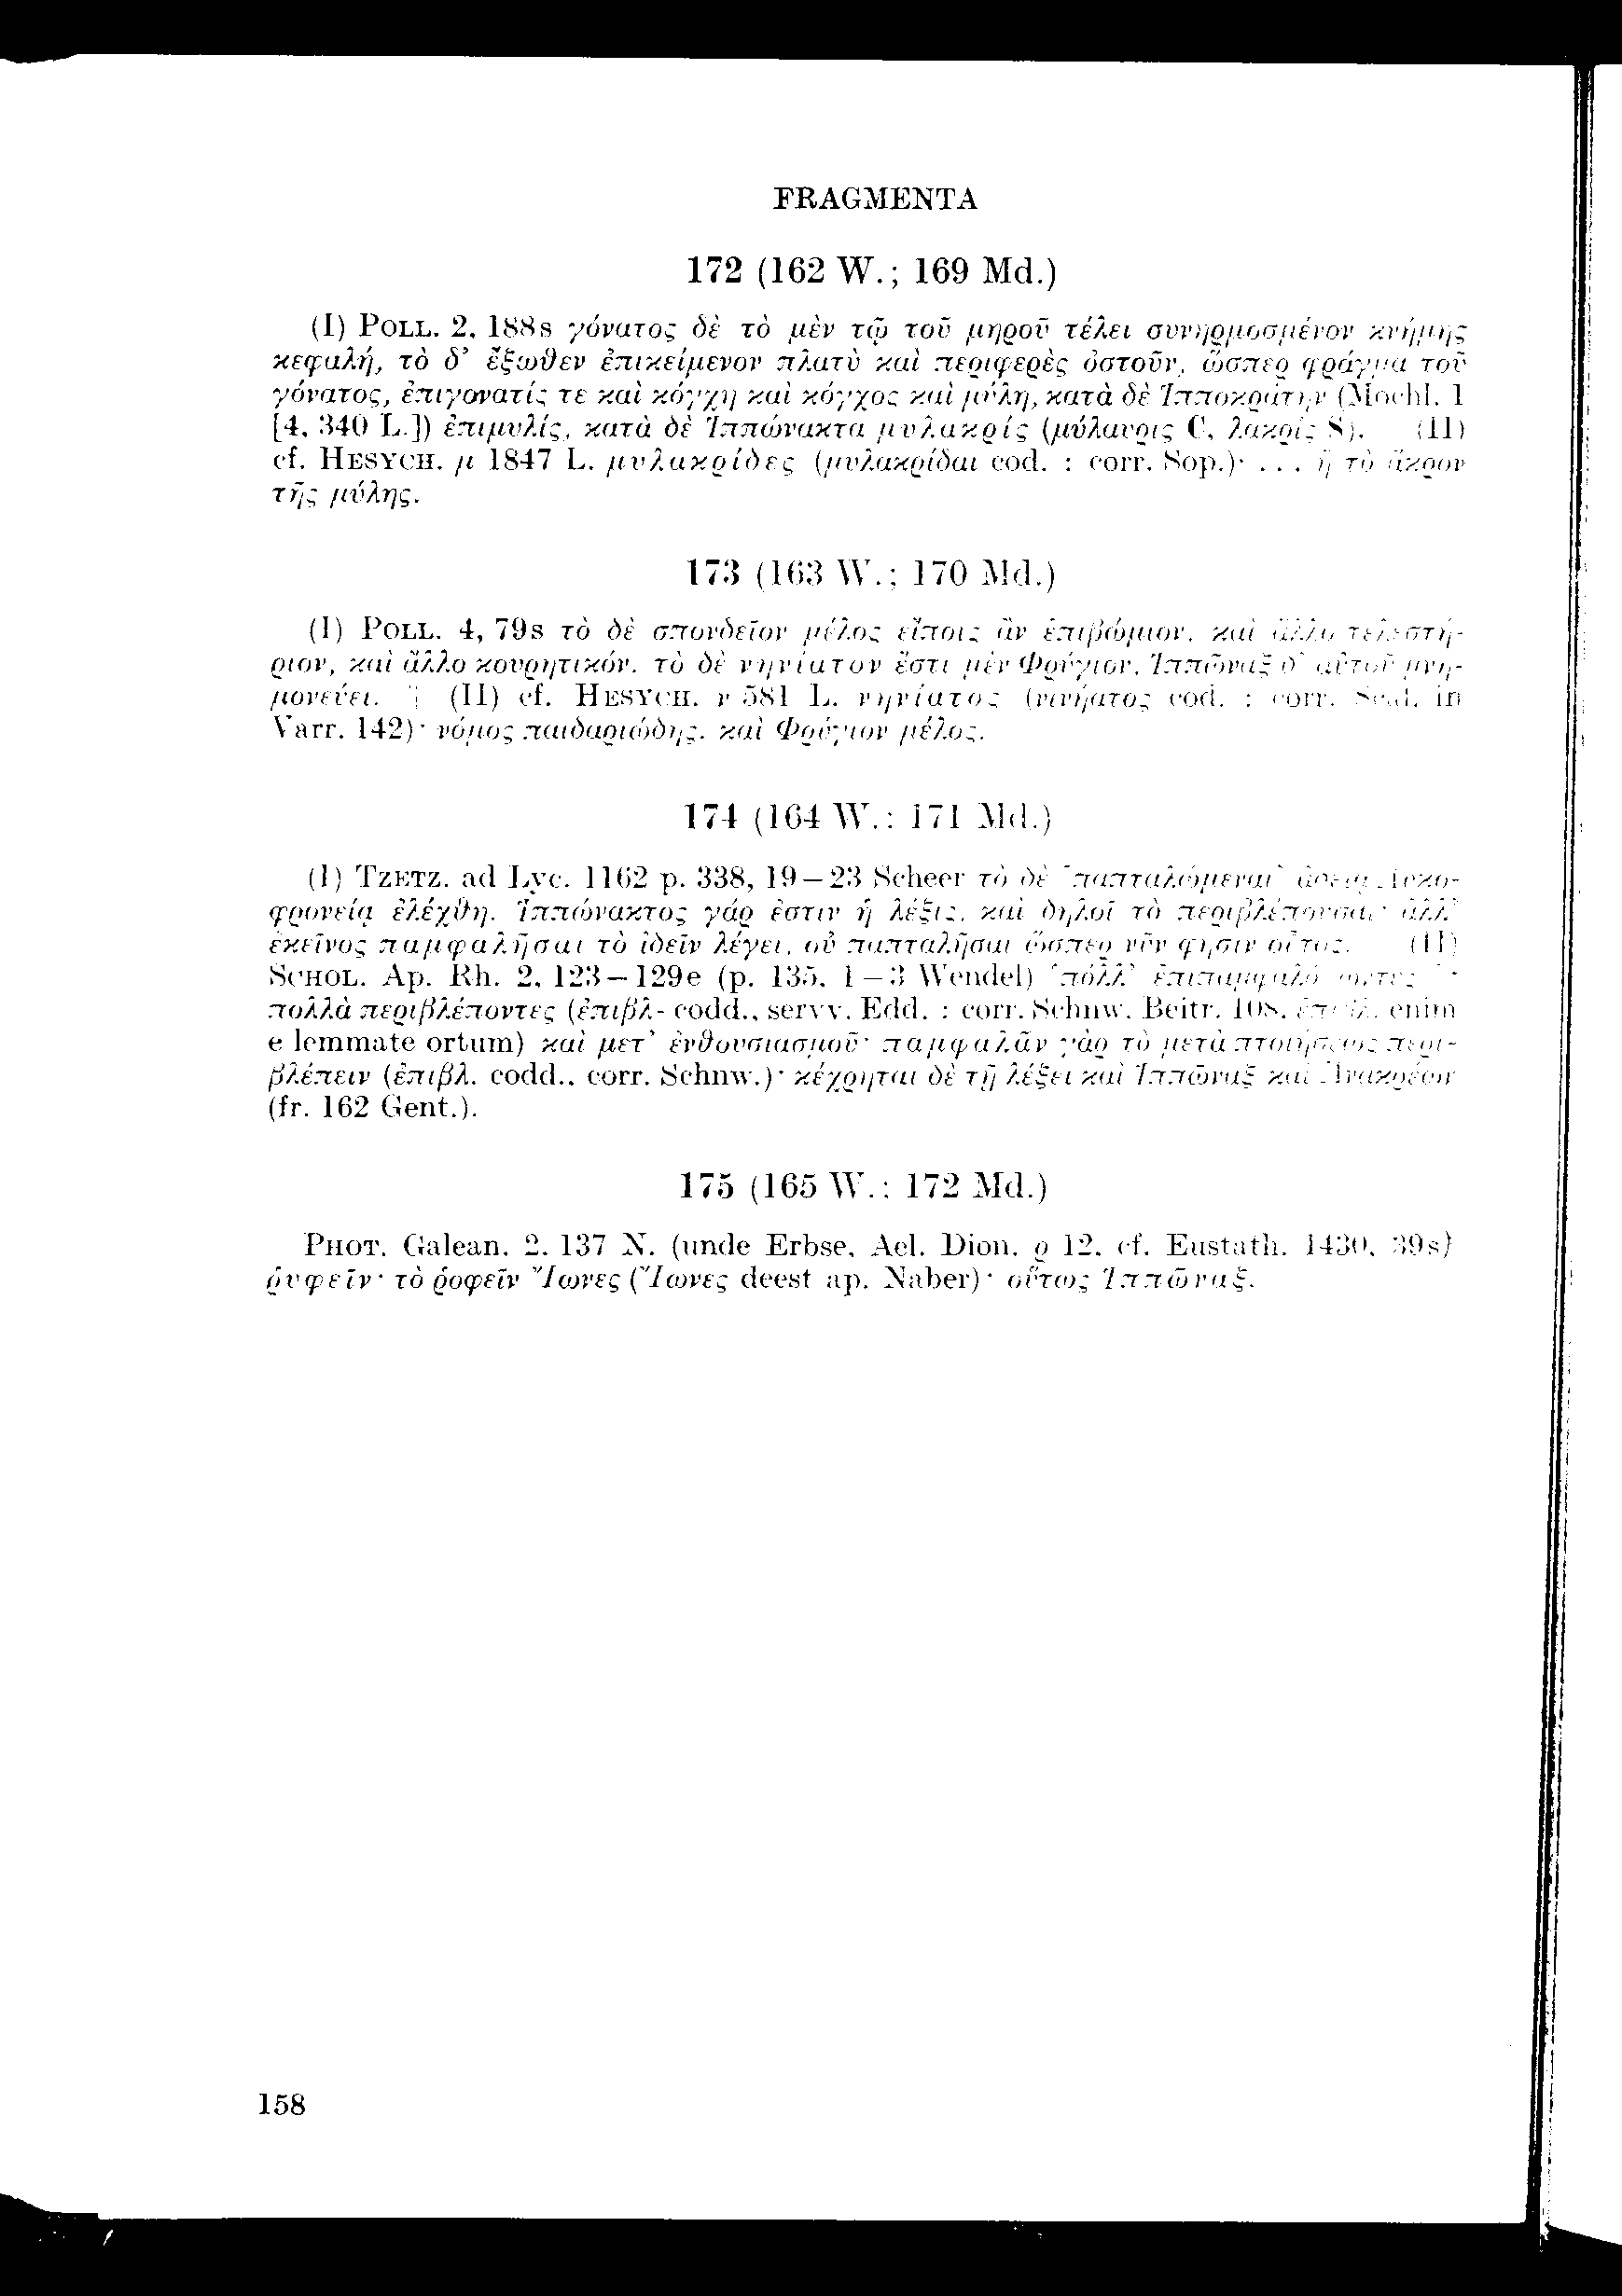 FRAGMENTA
172 (162 W.; 169 Md.)
(I) POLL. 2, 188s γόνατος δὲ τὸ μὲν τῷ τοῦ μηροῦ τέλει συνηρμοσμένον κνήμης
κεφαλή, τὸ δ' ἔξωθεν ἐπικείμενον πλατὺ καὶ περιφερὲς ὀστοῦν, ὥσπερ φράγμα τοῦ
γόνατος, ἐπιγονατίς τε καὶ κόγχη καὶ κόγχος καὶ μύλη, κατὰ δὲ Ἱπποκράτην (Mochl. 1
[4, 340 L.]) ἐπιμυλίς, κατὰ δὲ Ἱππώνακτα μυλακρίς (μύλαυρις C, λακρίς S). (II)
cf. HESYCH. μ 1847 L. μυλακρίδες (μυλακρίδαι cod. : corr. Sop.)· ... ἢ τὸ ἄκρον
τῆς μύλης.
173 (163 W.; 170 Md.)
(I) POLL. 4, 79s τὸ δὲ σπονδεῖον μέλος εἴποις ἂν ἐπιβώμιον, καὶ ἄλλο τελεστή-
ριον, καὶ ἄλλο κουρητικόν. τὸ δὲ νηνίατον ἔστι μὲν Φρύγιον, Ἱππῶναξ δ' αὐτοῦ μνη-
μονεύει. (II) cf. HESYCH. ν 581 L. νηνίατος (νινήατος cod. : corr. Scal. in
Varr. 142)· νόμος παιδαριώδης. καὶ Φρύγιον μέλος.
174 (164 W.: 171 Md.)
(I) TZETZ. ad Lyc. 1162 p. 338, 19–23 Scheer τὸ δὲ 'παπταλώμεναι'
φρονείᾳ ἐλέχθη. Ἱππώνακτος γάρ ἐστιν ἡ λέξις, καὶ δηλοῖ τὸ περιβλέπουσαι· ἀλλ'
ἐκεῖνος παμφαλῆσαι τὸ ἰδεῖν λέγει, οὐ παπταλῆσαι ὥσπερ νῦν φησιν οὗτος. (II)
SCHOL. Ap. Rh. 2, 123–129e (p. 135, 1–3 Wendel) 'πόλλ'
πολλὰ περιβλέποντες (ἐπιβλ- codd., servv. Edd. : corr. Schnw. Beitr. 108, ἐπιβλ. enim
e lemmate ortum) καὶ μετ' ἐνθουσιασμοῦ· παμφαλᾶν γὰρ τὸ μετὰ πτοιήσεως περι-
βλέπειν (ἐπιβλ. codd., corr. Schnw.)· κέχρηται δὲ τῇ λέξει καὶ Ἱππῶναξ καὶ Ἀνακρέων
(fr. 162 Gent.).
175 (165 W.: 172 Md.)
PHOT. Galean. 2, 137 N. (unde Erbse, Ael. Dion. ρ 12, cf. Eustath. 1430, 39s)
ῥυφεῖν· τὸ ῥοφεῖν Ἴωνες (Ἴωνες deest ap. Naber)· οὕτως Ἱππῶναξ.
158